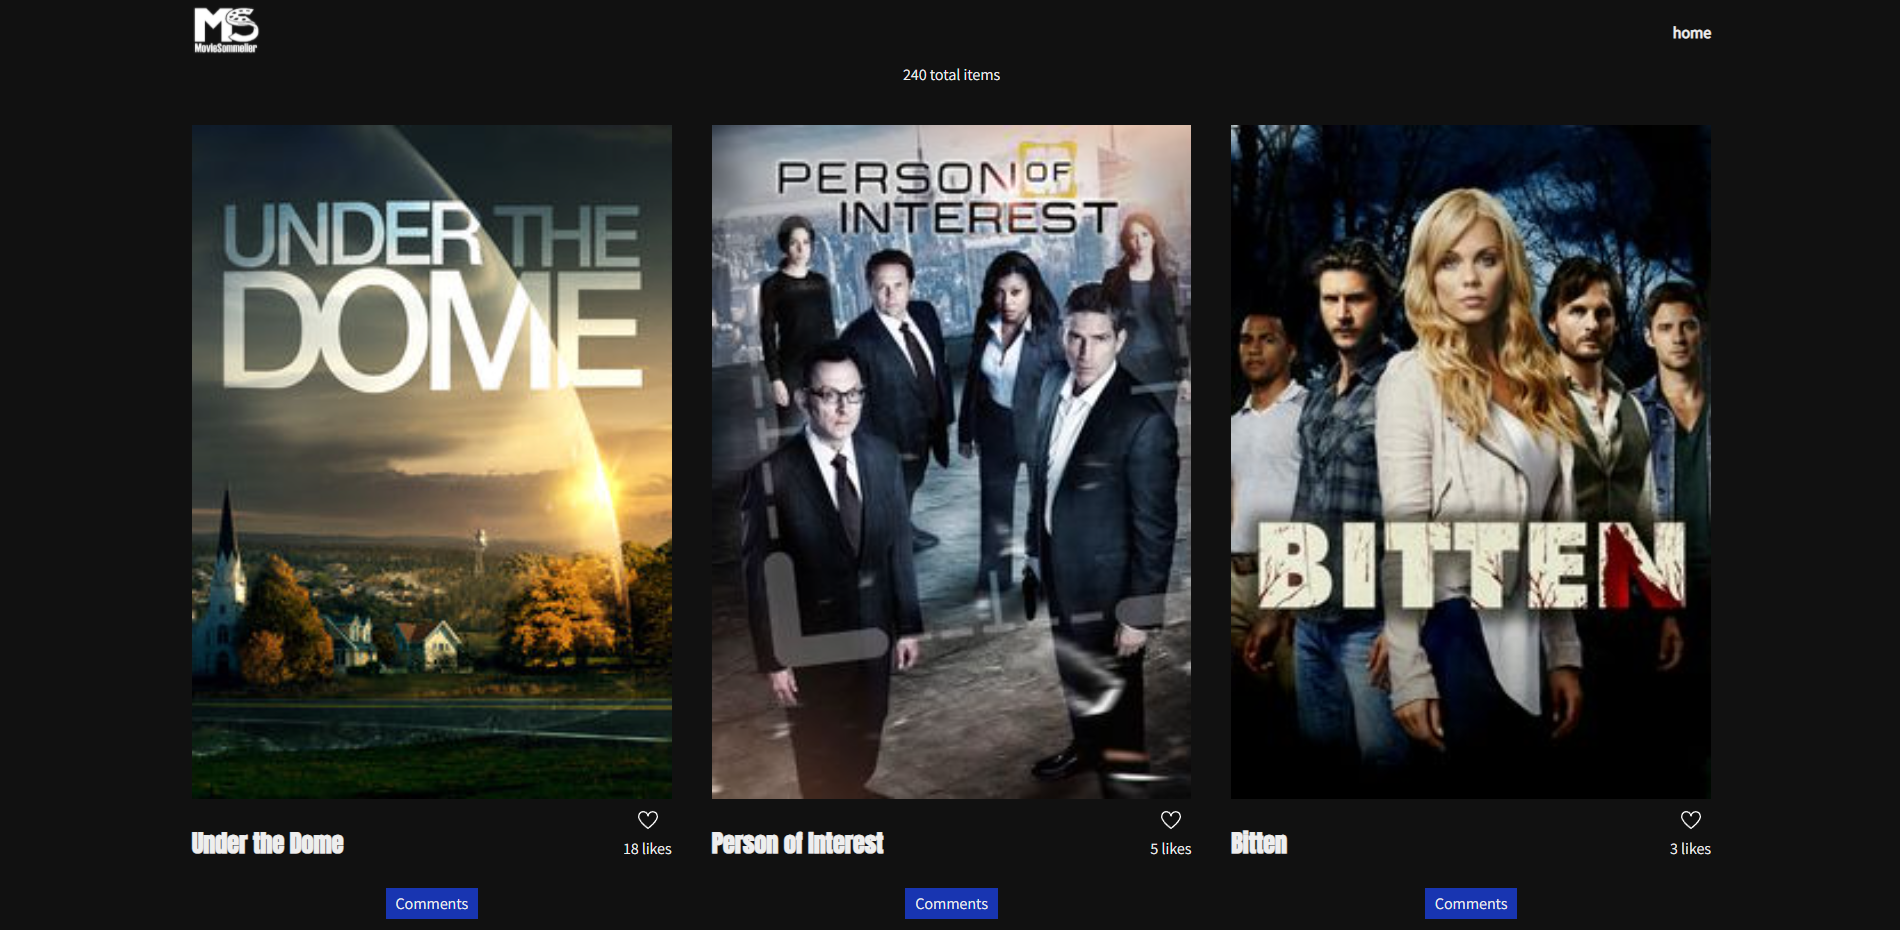 MS
MovieSommelier
home
240 total items
UNDER THE
DOME
PERSON OF
INTEREST
BITTEN
Under the Dome
18 likes
Person of Interest
5 likes
Bitten
3 likes
Comments
Comments
Comments